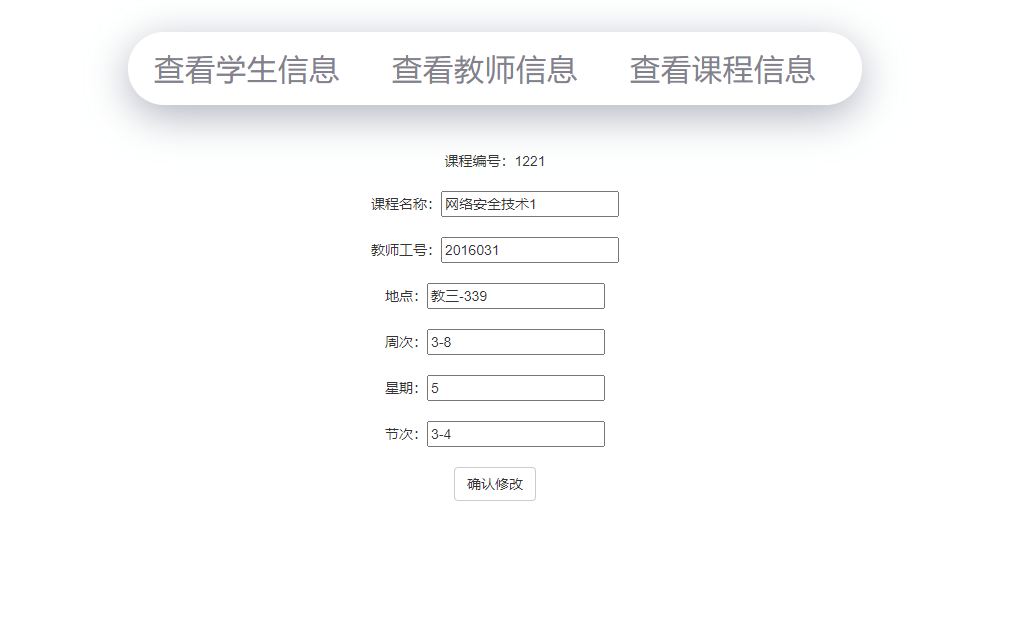 查看学生信息 查看教师信息 查看课程信息
课程编号：1221
课程名称：网络安全技术1
教师工号：2016031
地点：教三-339
周次：3-8
星期：5
节次：3-4
确认修改